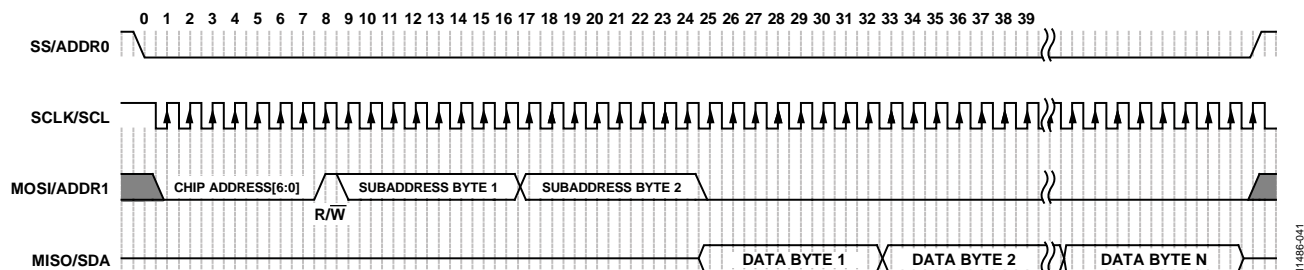 0 1 2 3 4 5 6 7 8 9 10 11 12 13 14 15 16 17 18 19 20 21 22 23 24 25 26 27 28 29 30 31 32 33 34 35 36 37 38 39
SS/ADDR0
SCLK/SCL
MOSI/ADDR1 CHIP ADDRESS[6:0] SUBADDRESS BYTE 1 SUBADDRESS BYTE 2
R/W̅
MISO/SDA DATA BYTE 1 DATA BYTE 2 DATA BYTE N
1486-041